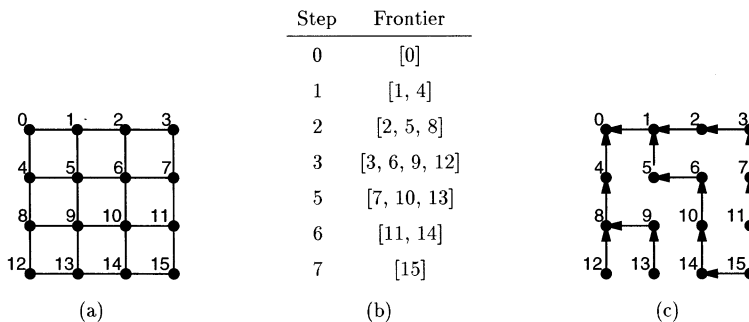 Step Frontier
0 [0]
1 [1, 4]
2 [2, 5, 8]
3 [3, 6, 9, 12]
5 [7, 10, 13]
6 [11, 14]
7 [15]
0 1 2 3
4 5 6 7
8 9 10 11
12 13 14 15
0 1 2 3
4 5 6 7
8 9 10 11
12 13 14 15
(a) (b) (c)